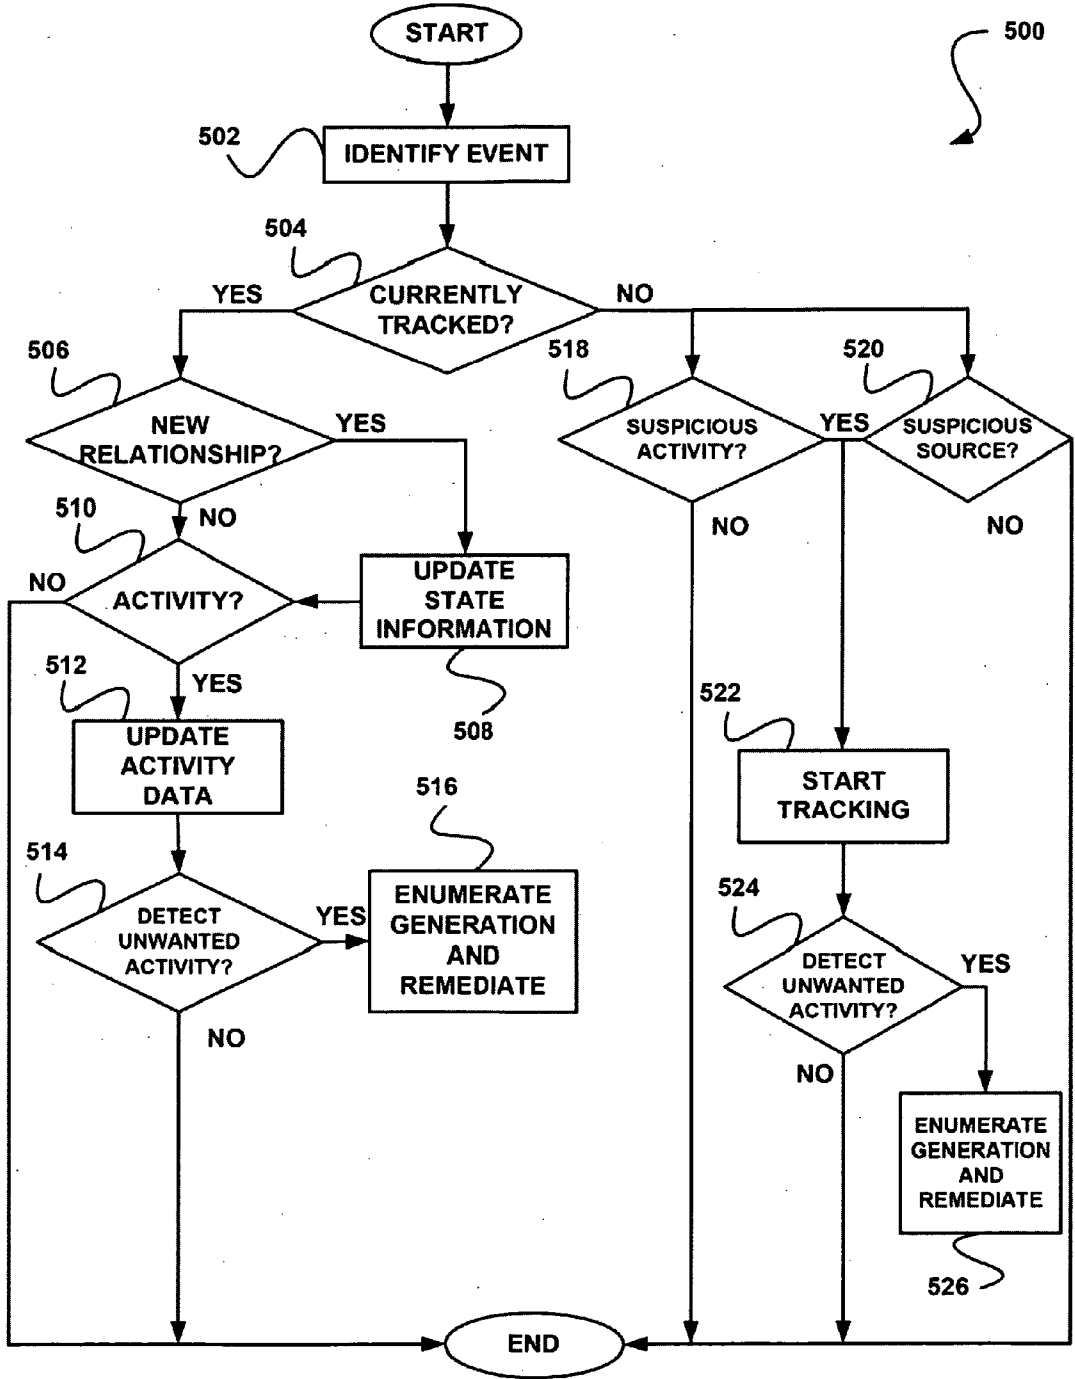 START
500
502
IDENTIFY EVENT
504
YES
CURRENTLY
TRACKED?
NO
506
518
520
NEW
RELATIONSHIP?
YES
SUSPICIOUS
ACTIVITY?
YES
SUSPICIOUS
SOURCE?
510
NO
NO
NO
NO
ACTIVITY?
UPDATE
STATE
INFORMATION
512
YES
508
522
UPDATE
ACTIVITY
DATA
START
TRACKING
516
514
524
DETECT
UNWANTED
ACTIVITY?
YES
ENUMERATE
GENERATION
AND
REMEDIATE
DETECT
UNWANTED
ACTIVITY?
YES
NO
NO
ENUMERATE
GENERATION
AND
REMEDIATE
526
END